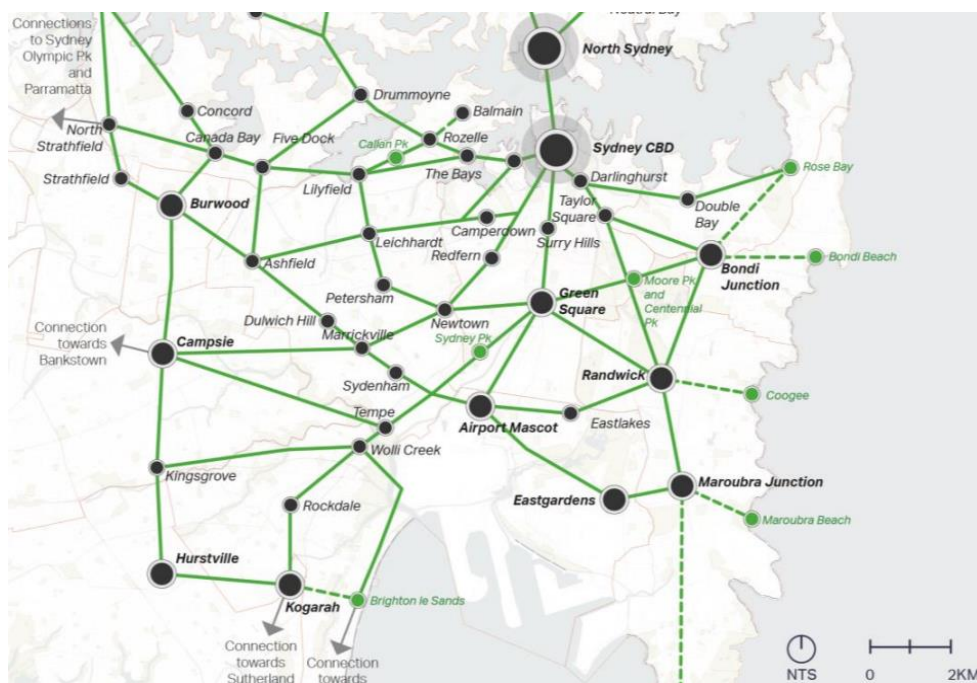 Neutral Bay
Connections
to Sydney
Olympic Pk
and
Parramatta
North Sydney
Drummoyne
Concord
Balmain
North
Strathfield
Canada Bay
Five Dock
Callan Pk
Rozelle
Sydney CBD
Strathfield
Lilyfield
The Bays
Darlinghurst
Rose Bay
Burwood
Taylor
Square
Double
Bay
Camperdown
Surry Hills
Leichhardt
Redfern
Ashfield
Bondi
Junction
Bondi Beach
Petersham
Green
Square
Moore Pk
and
Centennial
Pk
Dulwich Hill
Newtown
Connection
towards
Bankstown
Campsie
Marrickville
Sydney Pk
Sydenham
Randwick
Coogee
Tempe
Airport Mascot
Eastlakes
Wolli Creek
Kingsgrove
Maroubra Junction
Rockdale
Eastgardens
Maroubra Beach
Hurstville
Kogarah
Brighton le Sands
Connection
towards
Sutherland
Connection
towards
NTS
0 2KM